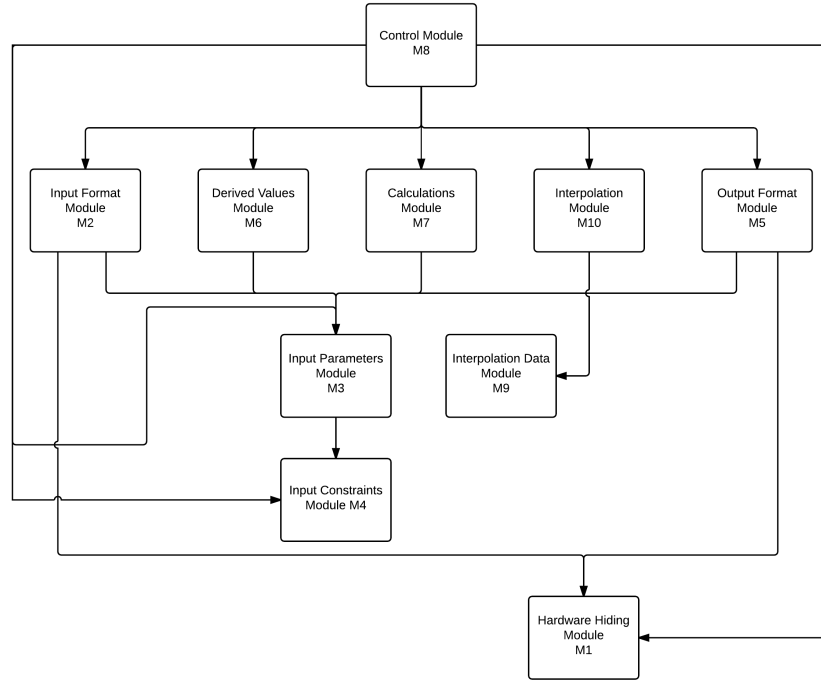 Control Module
M8
Input Format
Module
M2
Derived Values
Module
M6
Calculations
Module
M7
Interpolation
Module
M10
Output Format
Module
M5
Input Parameters
Module
M3
Interpolation Data
Module
M9
Input Constraints
Module M4
Hardware Hiding
Module
M1